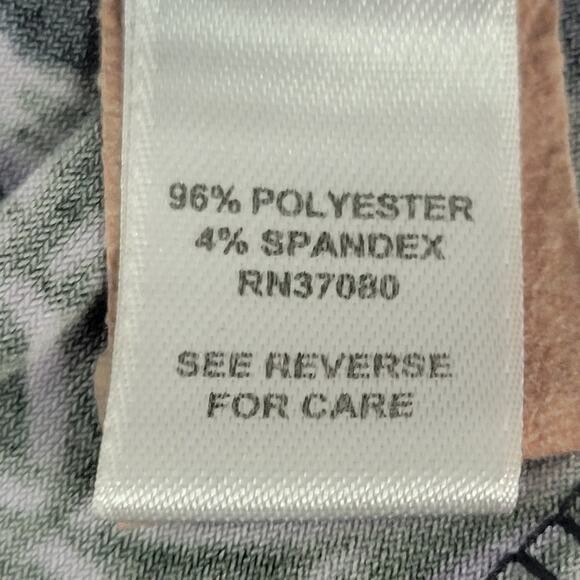 96% POLYESTER
4% SPANDEX
RN37080
SEE REVERSE
FOR CARE